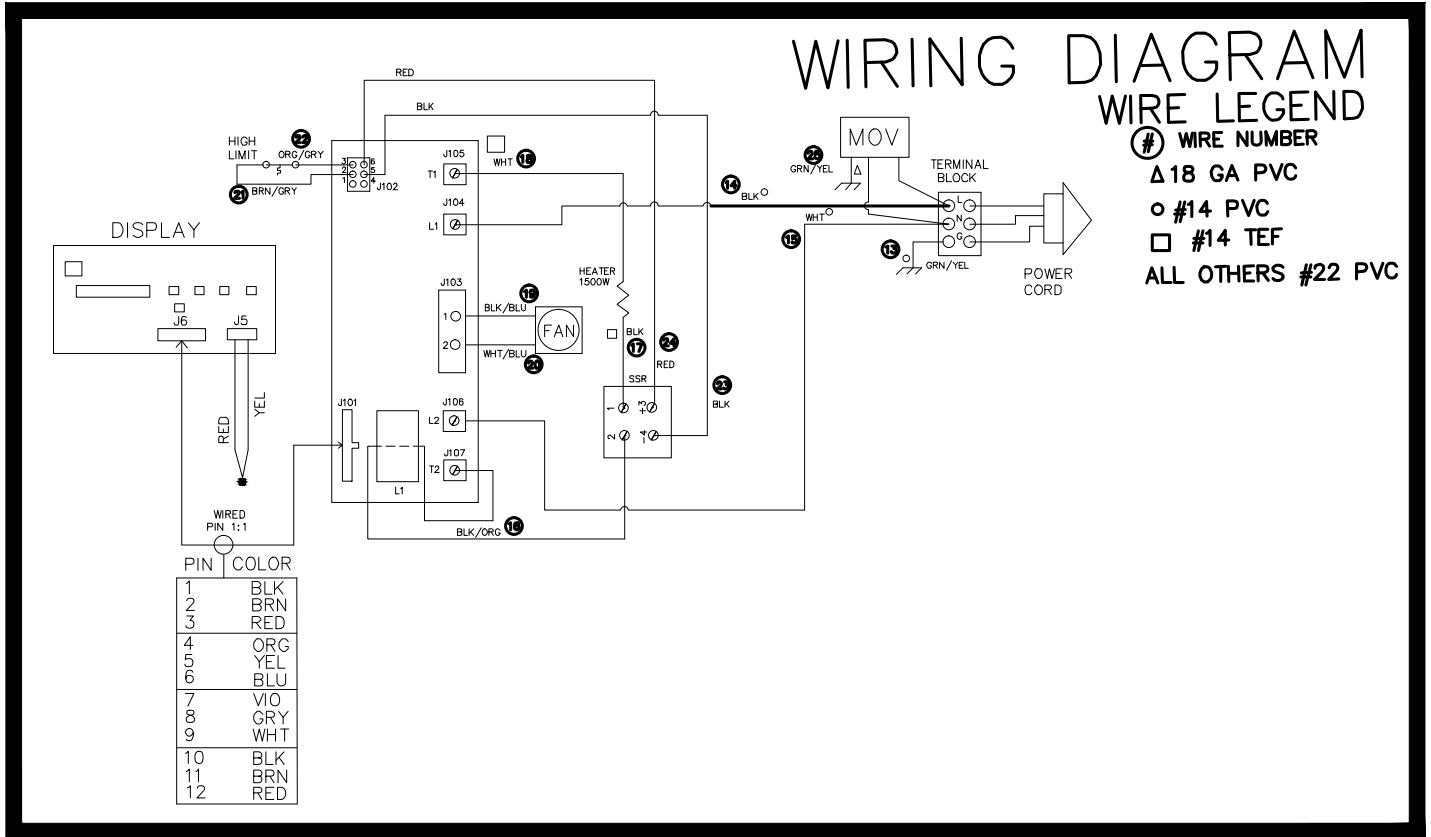 WIRING DIAGRAM
WIRE LEGEND
# WIRE NUMBER
Δ 18 GA PVC
○ #14 PVC
□ #14 TEF
ALL OTHERS #22 PVC
RED
BLK
HIGH
LIMIT
22
ORG/GRY
5
21
BRN/GRY
3 6
2 5
1 4
J102
WHT 18
J105
T1
J104
L1
J103
1
2
BLK/BLU 19
FAN
WHT/BLU 20
J106
L2
J107
T2
J101
L1
BLK/ORG 16
HEATER
1500W
BLK
17
24
RED
SSR
1 +3
2 -4
23
BLK
MOV
26
GRN/YEL Δ
14
BLK ○
WHT ○
15
13
GRN/YEL
TERMINAL
BLOCK
L
N
G
POWER
CORD
DISPLAY
J6
J5
RED
YEL
WIRED
PIN 1:1
PIN COLOR
1 BLK
2 BRN
3 RED
4 ORG
5 YEL
6 BLU
7 VIO
8 GRY
9 WHT
10 BLK
11 BRN
12 RED